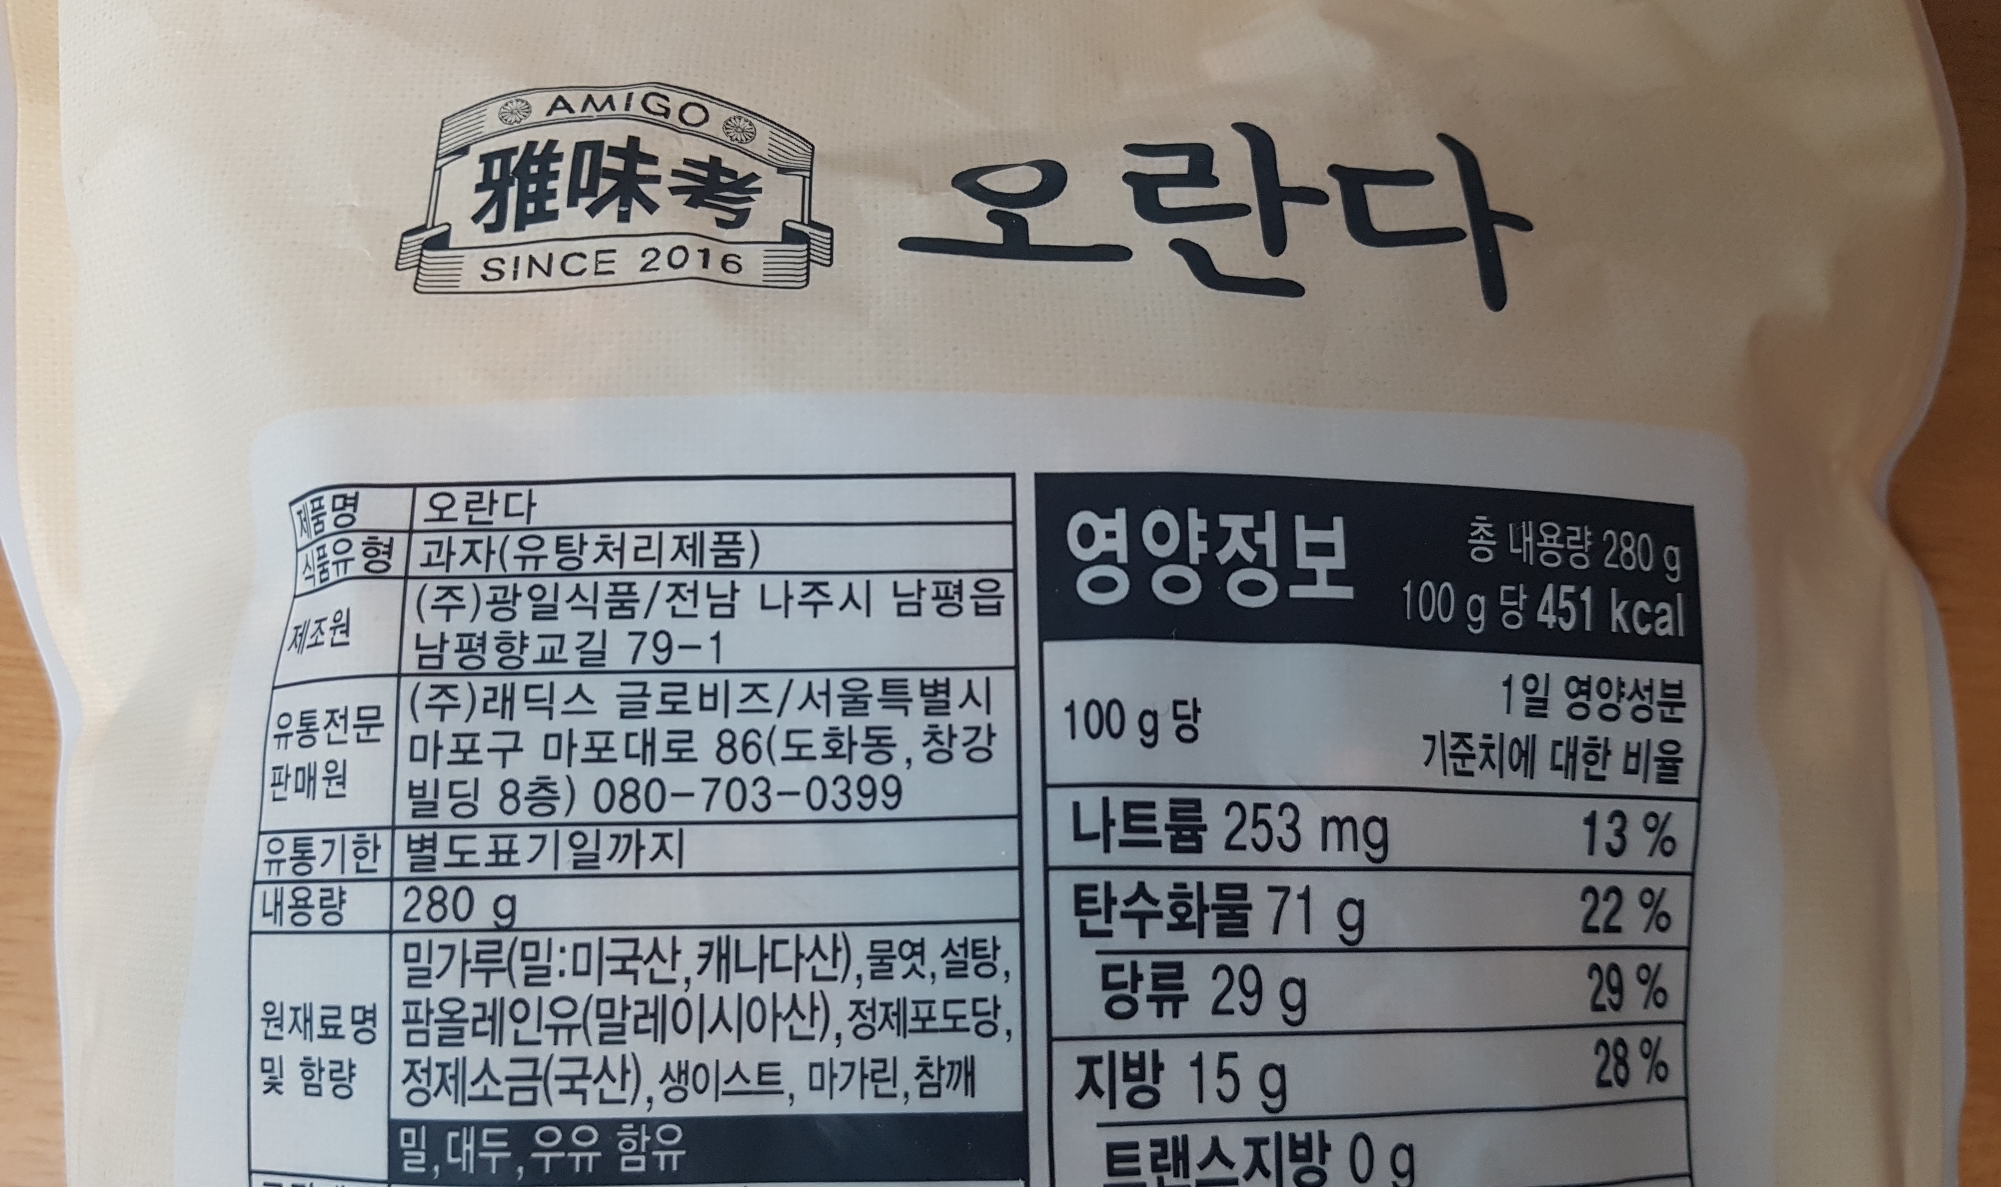 AMIGO
雅味考
SINCE 2016
오란다
제품명 오란다
식품유형 과자(유탕처리제품)
제조원 (주)광일식품/전남 나주시 남평읍
남평향교길 79-1
유통전문
판매원
(주)래딕스 글로비즈/서울특별시
마포구 마포대로 86(도화동, 창강
빌딩 8층) 080-703-0399
유통기한 별도표기일까지
내용량 280 g
원재료명
및 함량
밀가루(밀:미국산,캐나다산),물엿,설탕,
팜올레인유(말레이시아산),정제포도당,
정제소금(국산),생이스트, 마가린,참깨
밀,대두,우유 함유
영양정보
총 내용량 280 g
100 g 당 451 kcal
100 g 당
1일 영양성분
기준치에 대한 비율
나트륨 253 mg 13 %
탄수화물 71 g 22 %
당류 29 g 29 %
지방 15 g 28 %
트랜스지방 0 g